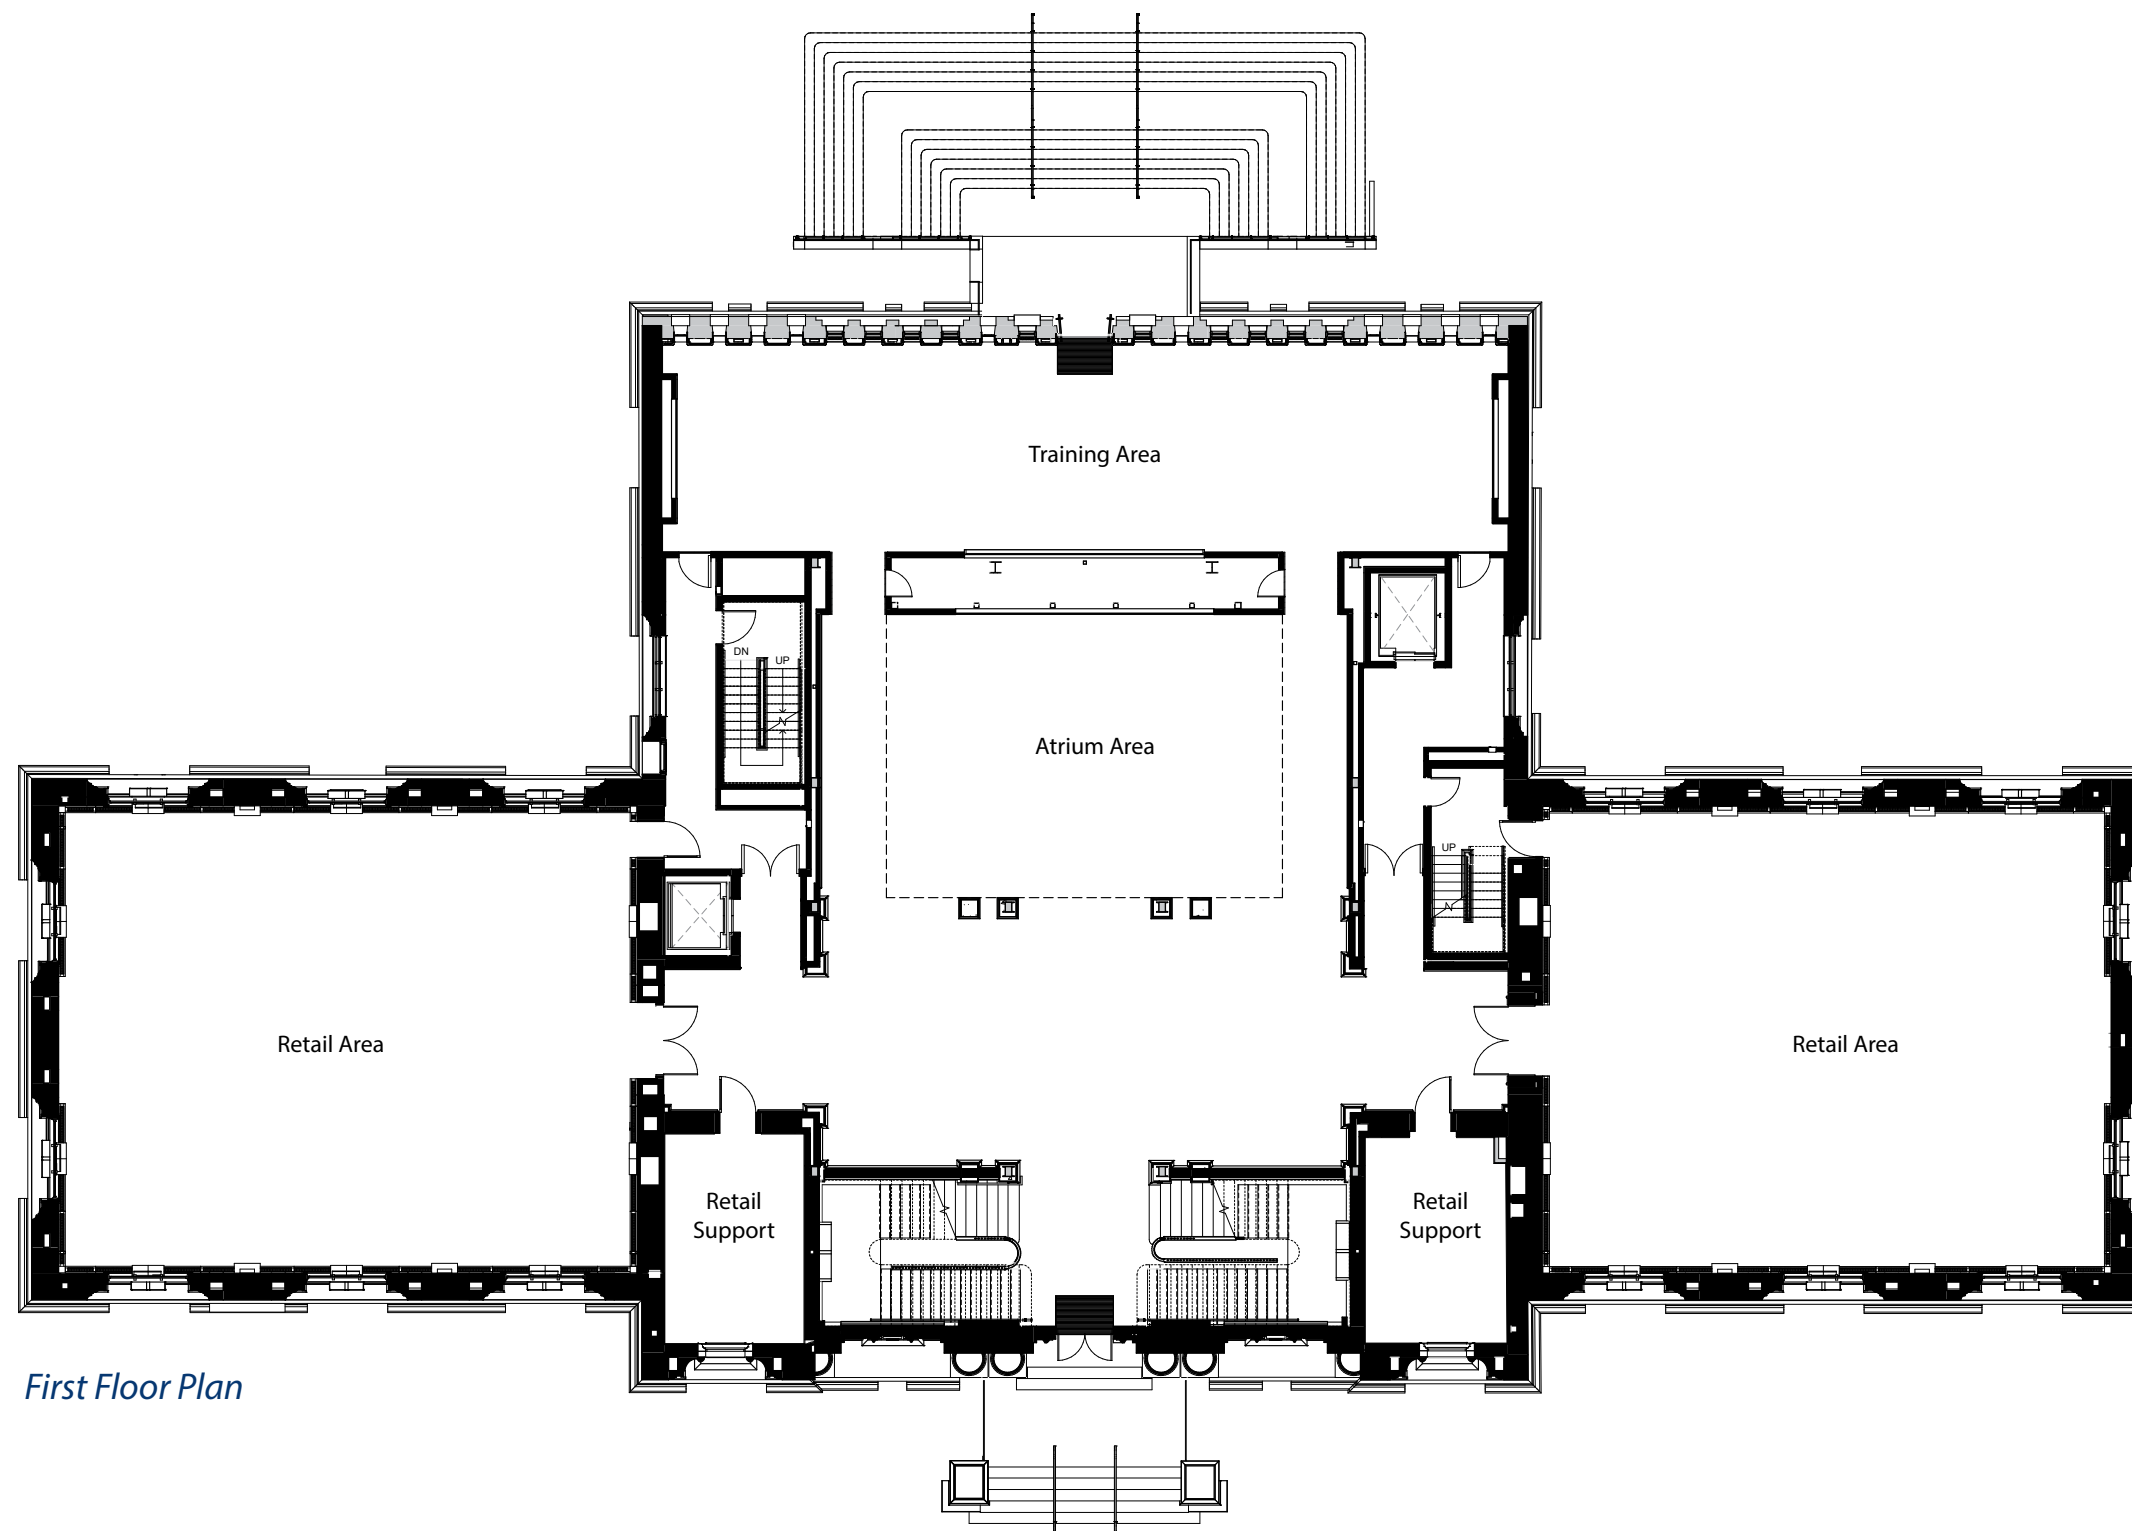 Training Area
DN
UP
Atrium Area
UP
Retail Area
Retail Area
Retail
Support
Retail
Support
First Floor Plan